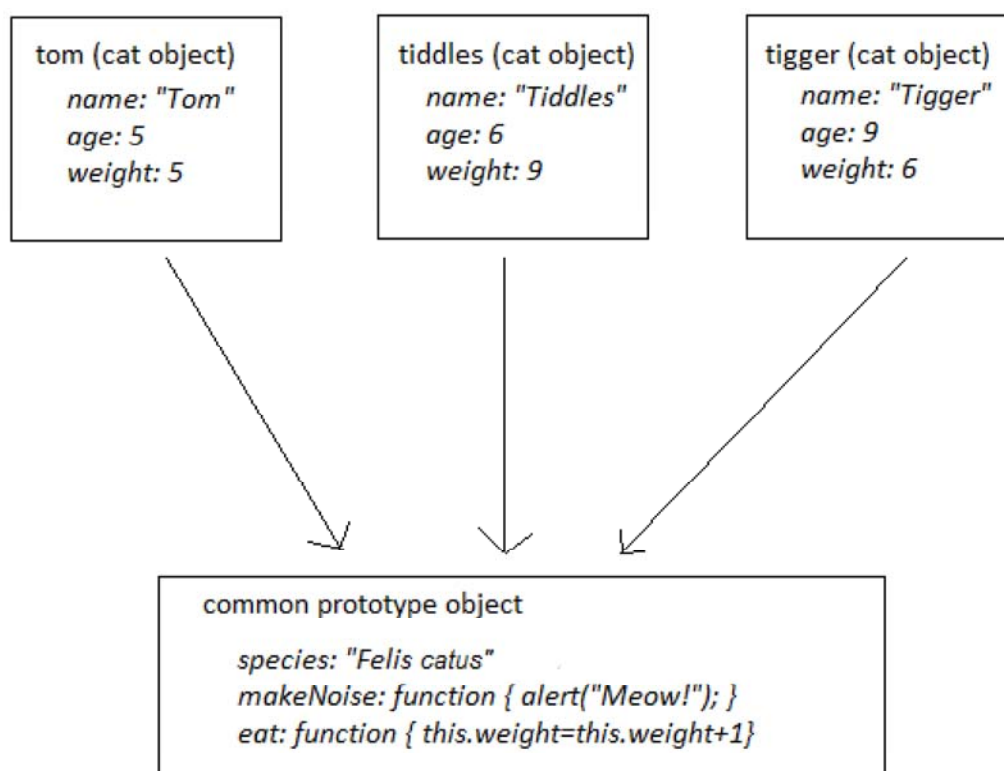 tom (cat object)
name: "Tom"
age: 5
weight: 5
tiddles (cat object)
name: "Tiddles"
age: 6
weight: 9
tigger (cat object)
name: "Tigger"
age: 9
weight: 6
common prototype object
species: "Felis catus"
makeNoise: function { alert("Meow!"); }
eat: function { this.weight=this.weight+1}